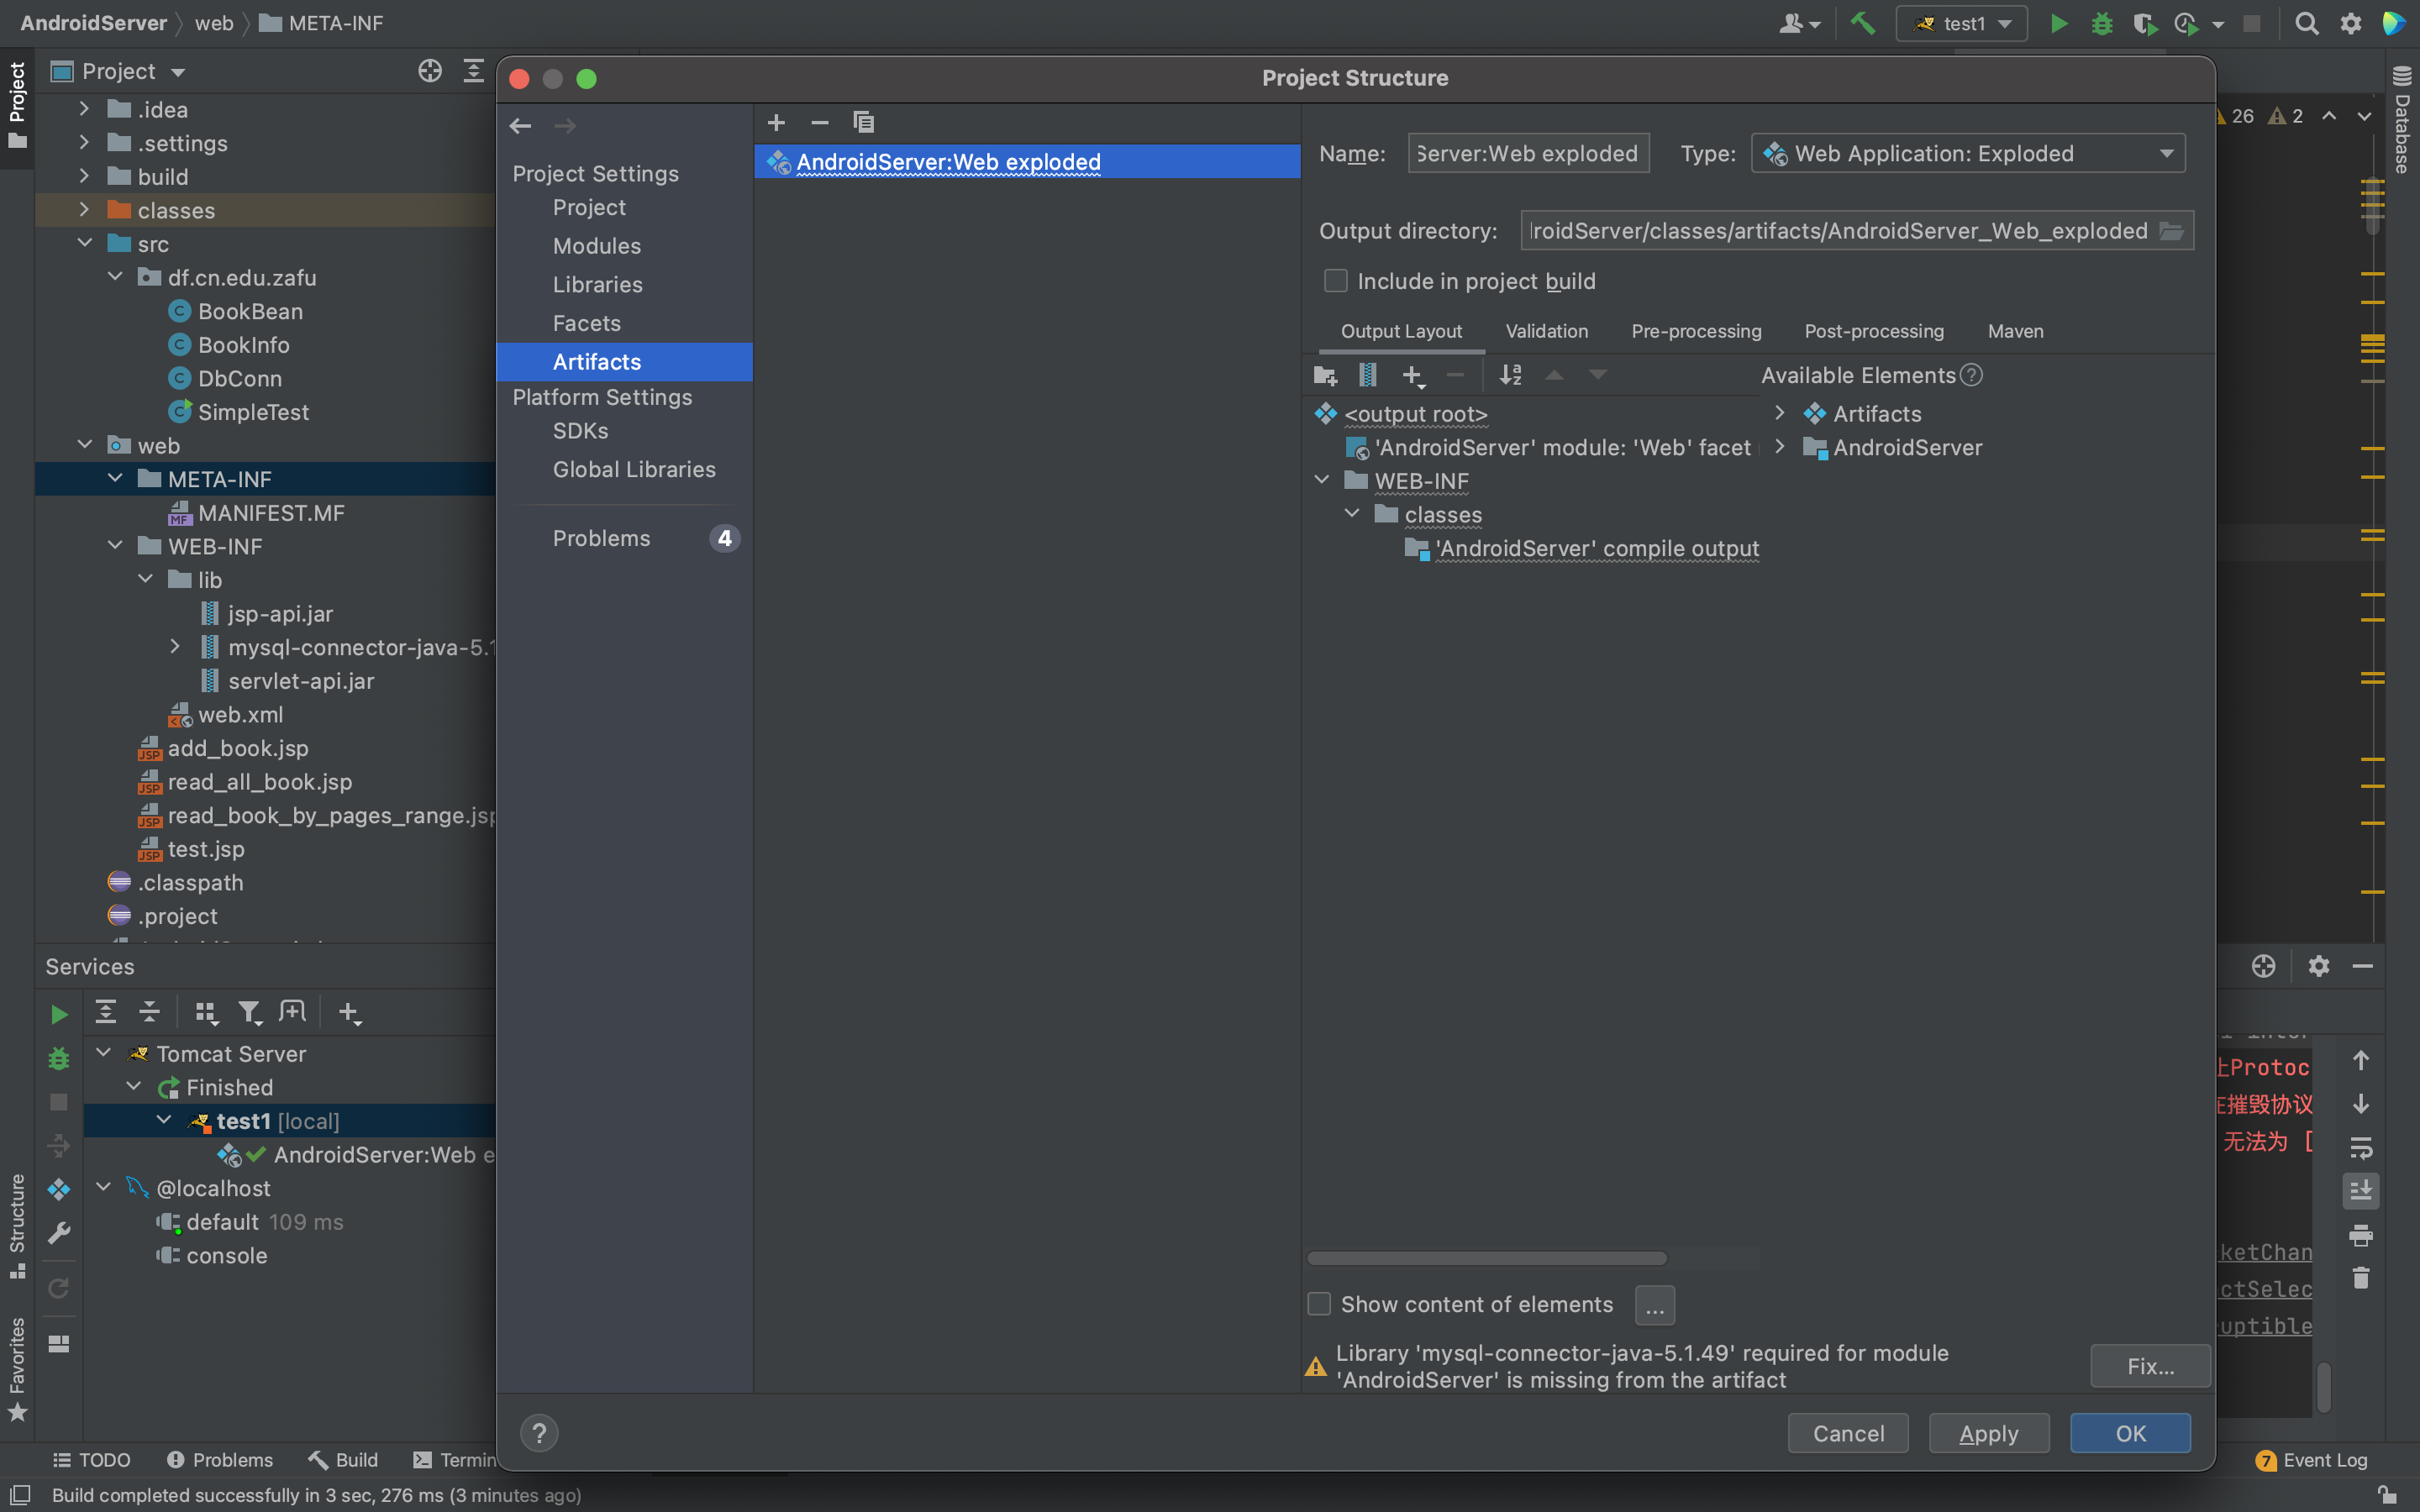 AndroidServer
web
META-INF
test1
Project
Project
.idea
.settings
build
classes
src
df.cn.edu.zafu
BookBean
BookInfo
DbConn
SimpleTest
web
META-INF
MANIFEST.MF
WEB-INF
lib
jsp-api.jar
mysql-connector-java-5.1
servlet-api.jar
web.xml
add_book.jsp
read_all_book.jsp
read_book_by_pages_range.jsp
test.jsp
.classpath
.project
Project Structure
Project Settings
Project
Modules
Libraries
Facets
Artifacts
Platform Settings
SDKs
Global Libraries
Problems 4
AndroidServer:Web exploded
Name: Server:Web exploded Type: Web Application: Exploded
Output directory: roidServer/classes/artifacts/AndroidServer_Web_exploded
Include in project build
Output Layout Validation Pre-processing Post-processing Maven
Available Elements
<output root>
'AndroidServer' module: 'Web' facet
WEB-INF
classes
'AndroidServer' compile output
Artifacts
AndroidServer
Show content of elements ...
Library 'mysql-connector-java-5.1.49' required for module
'AndroidServer' is missing from the artifact
Fix...
? Cancel Apply OK
26 2
Database
Services
Tomcat Server
Finished
test1 [local]
AndroidServer:Web e
@localhost
default 109 ms
console
止Protoc
在摧毁协议
无法为 [
ketChan
ctSelec
uptible
Structure
Favorites
TODO Problems Build Termin
7 Event Log
Build completed successfully in 3 sec, 276 ms (3 minutes ago)